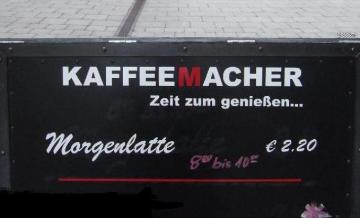 KAFFEEMACHER
Zeit zum genießen...
Morgenlatte € 2.20
8⁰⁰ bis 10⁰⁰